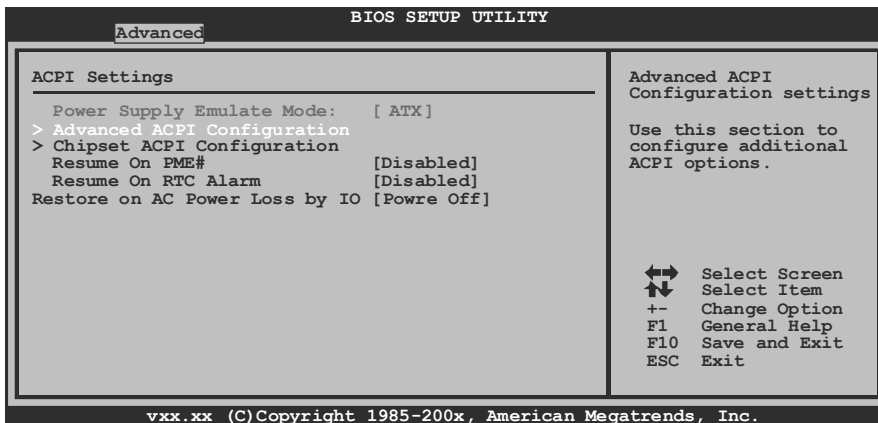 BIOS SETUP UTILITY
Advanced
ACPI Settings
Power Supply Emulate Mode: [ ATX]
> Advanced ACPI Configuration
> Chipset ACPI Configuration
Resume On PME# [Disabled]
Resume On RTC Alarm [Disabled]
Restore on AC Power Loss by IO [Powre Off]
Advanced ACPI
Configuration settings
Use this section to
configure additional
ACPI options.
Select Screen
Select Item
+- Change Option
F1 General Help
F10 Save and Exit
ESC Exit
vxx.xx (C)Copyright 1985-200x, American Megatrends, Inc.